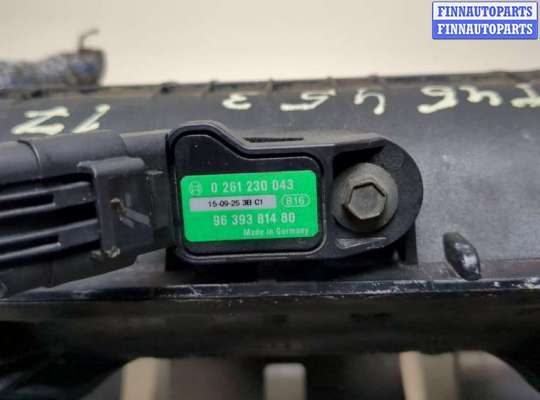 FINNAUTOPARTS
FINNAUTOPARTS
0 261 230 043
15-09-25 3B C1
816
96 393 814 80
Made in Germany